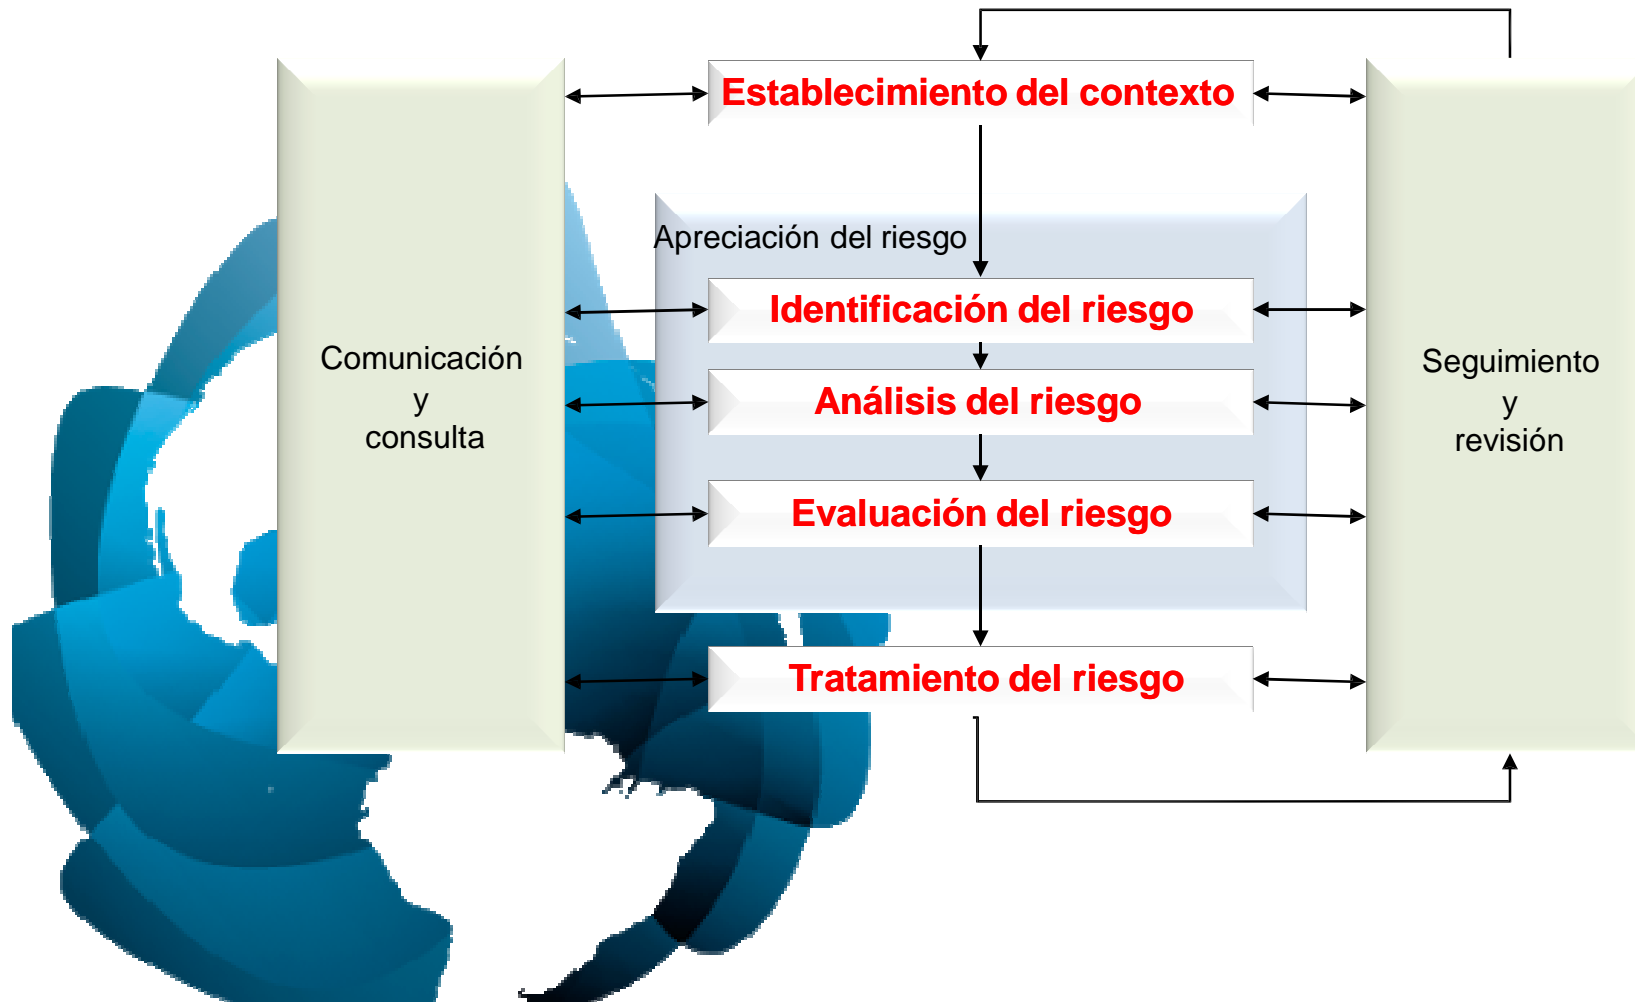 Establecimiento del contexto
Apreciación del riesgo
Identificación del riesgo
Análisis del riesgo
Evaluación del riesgo
Tratamiento del riesgo
Comunicación
y
consulta
Seguimiento
y
revisión